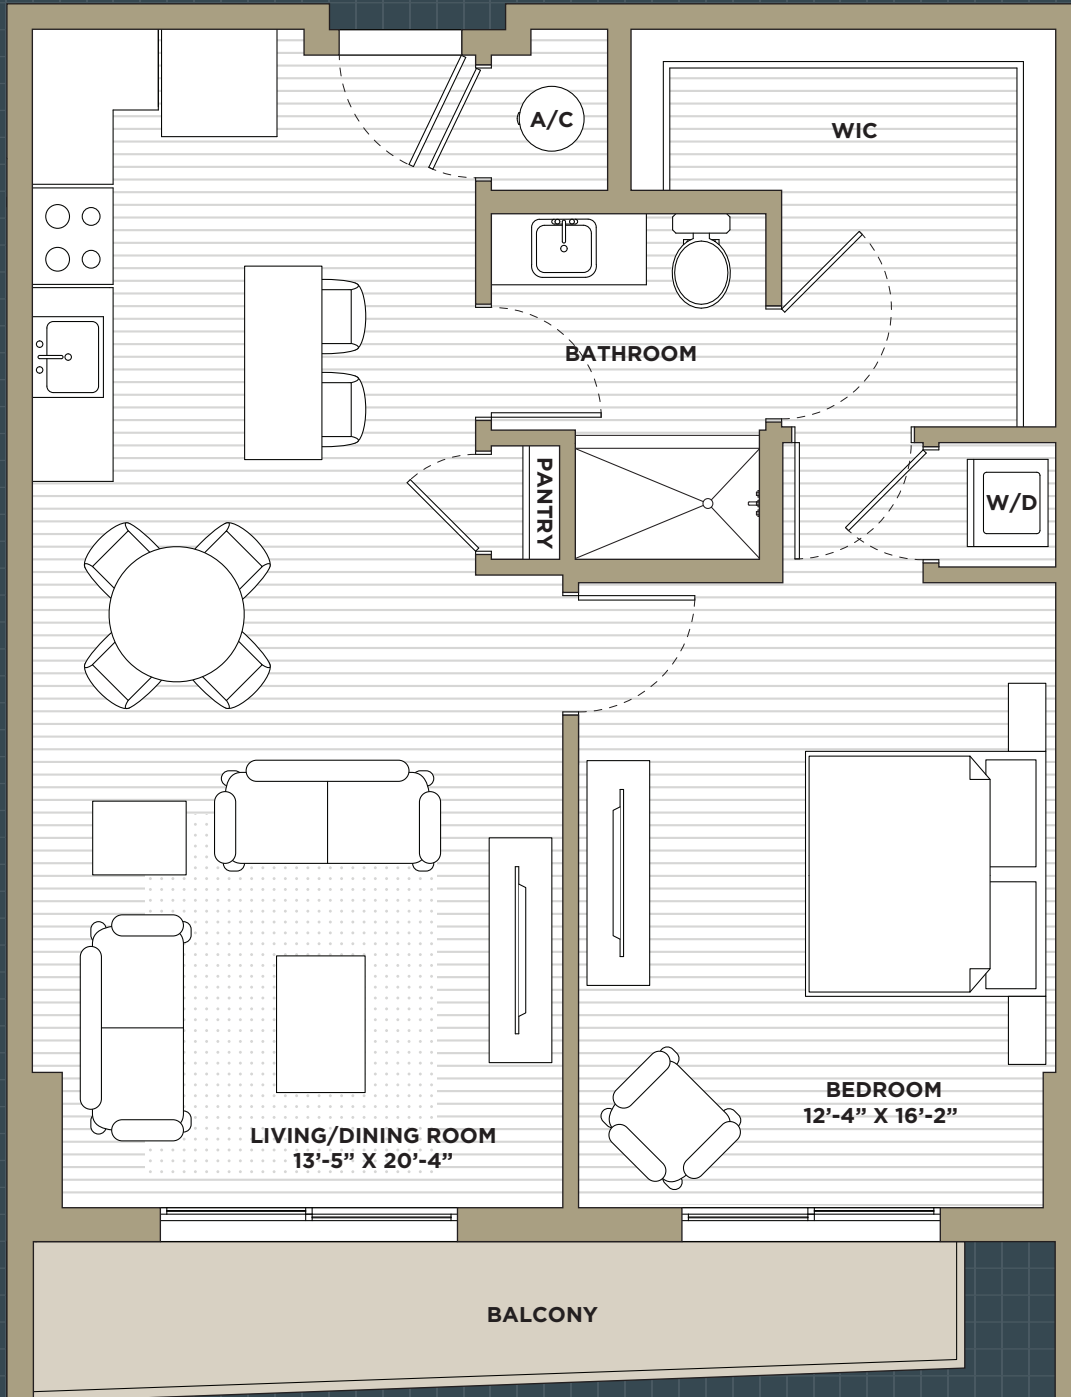 A/C
WIC
BATHROOM
PANTRY
W/D
BEDROOM
12’-4” X 16’-2”
LIVING/DINING ROOM
13’-5” X 20’-4”
BALCONY